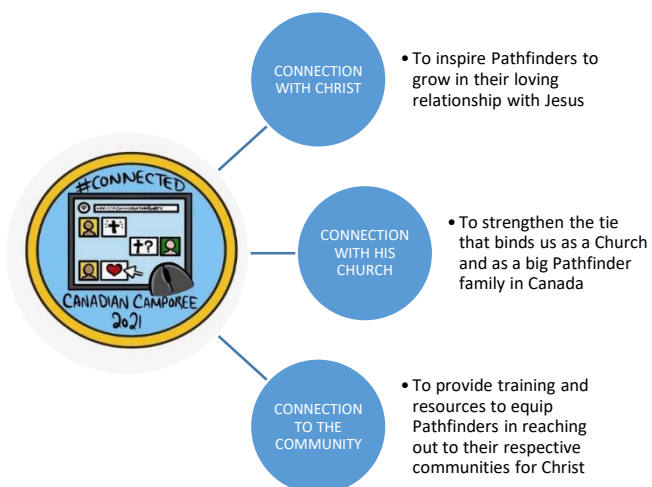 #CONNECTED
CANADIAN CAMPOREE
2021
†?
CONNECTION
WITH CHRIST
• To inspire Pathfinders to
grow in their loving
relationship with Jesus
CONNECTION
WITH HIS
CHURCH
• To strengthen the tie
that binds us as a Church
and as a big Pathfinder
family in Canada
CONNECTION
TO THE
COMMUNITY
• To provide training and
resources to equip
Pathfinders in reaching
out to their respective
communities for Christ